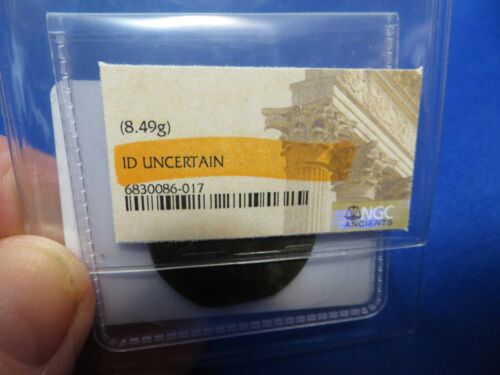 (8.49g)
ID UNCERTAIN
6830086-017
NGC
ANCIENTS